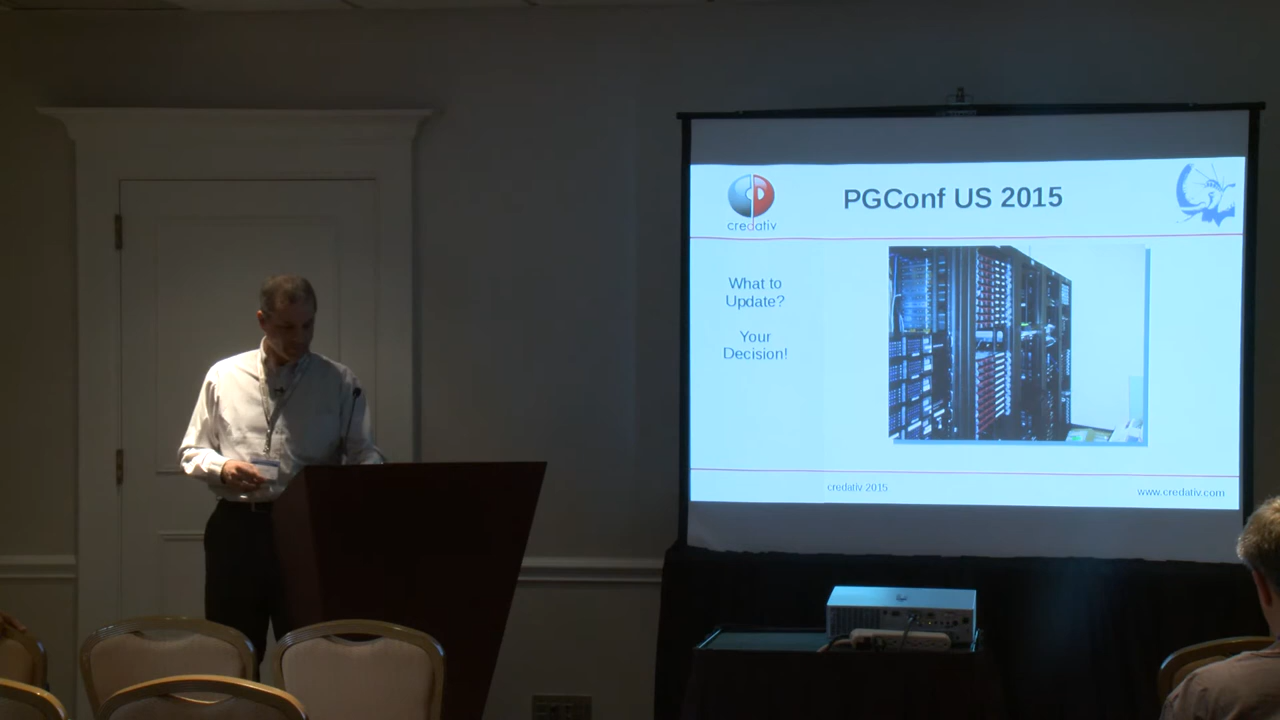 credativ
PGConf US 2015
What to
Update?
Your
Decision!
credativ 2015
www.credativ.com